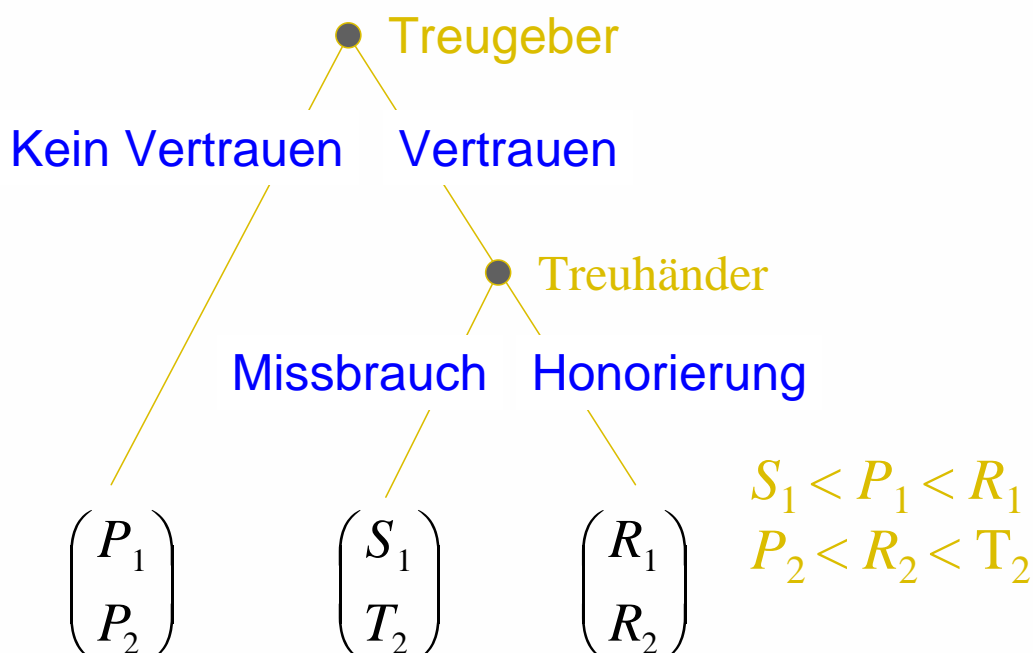 Treugeber
Kein Vertrauen Vertrauen
Treuhänder
Missbrauch Honorierung
S₁ < P₁ < R₁
P₂ < R₂ < T₂
P₁ S₁ R₁
P₂ T₂ R₂